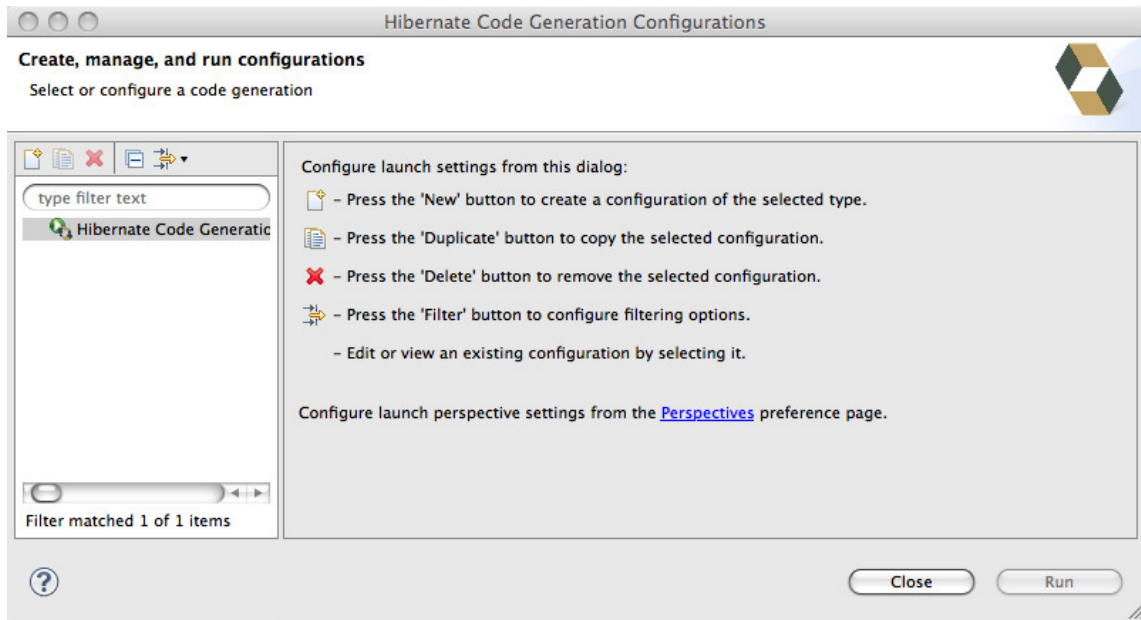 Hibernate Code Generation Configurations
Create, manage, and run configurations
Select or configure a code generation
type filter text
Hibernate Code Generatic
Filter matched 1 of 1 items
Configure launch settings from this dialog:
– Press the 'New' button to create a configuration of the selected type.
– Press the 'Duplicate' button to copy the selected configuration.
– Press the 'Delete' button to remove the selected configuration.
– Press the 'Filter' button to configure filtering options.
– Edit or view an existing configuration by selecting it.
Configure launch perspective settings from the Perspectives preference page.
?
Close
Run